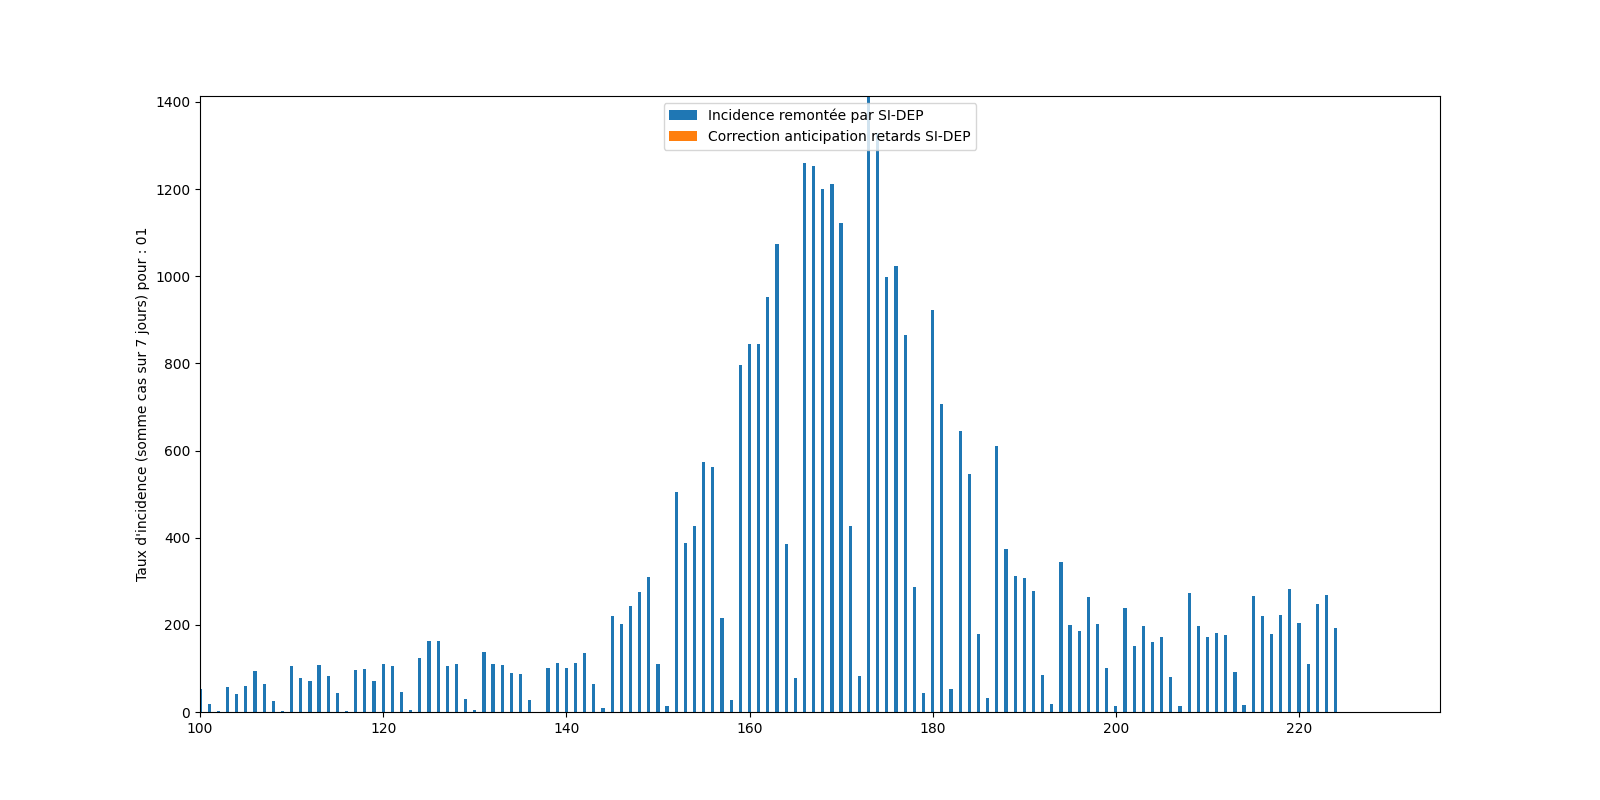 1400
1200
1000
800
600
400
200
0
Taux d'incidence (somme cas sur 7 jours) pour : 01
Incidence remontée par SI-DEP
Correction anticipation retards SI-DEP
100 120 140 160 180 200 220